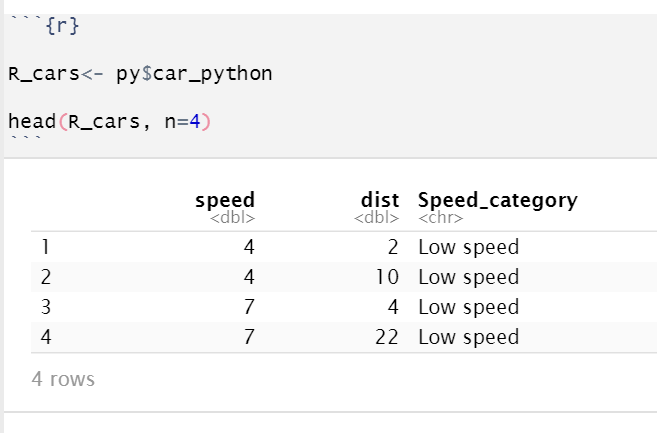 ```{r}
R_cars<- py$car_python
head(R_cars, n=4)
```
speed dist Speed_category
<dbl> <dbl> <chr>
1 4 2 Low speed
2 4 10 Low speed
3 7 4 Low speed
4 7 22 Low speed
4 rows